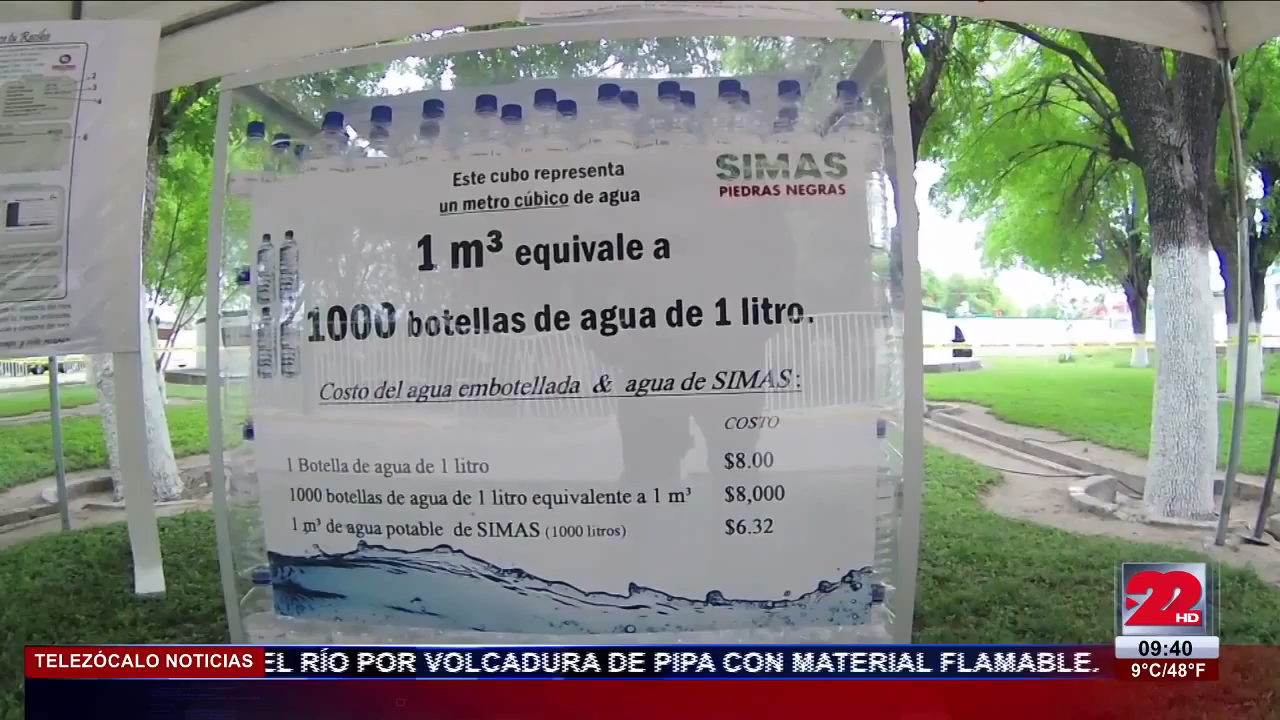 Este cubo representa
un metro cúbico de agua
SIMAS
PIEDRAS NEGRAS
1 m³ equivale a
1000 botellas de agua de 1 litro.
Costo del agua embotellada & agua de SIMAS:
COSTO
1 Botella de agua de 1 litro $8.00
1000 botellas de agua de 1 litro equivalente a 1 m³ $8,000
1 m³ de agua potable de SIMAS (1000 litros) $6.32
22
HD
09:40
9°C/48°F
TELEZÓCALO NOTICIAS
EL RÍO POR VOLCADURA DE PIPA CON MATERIAL FLAMABLE.